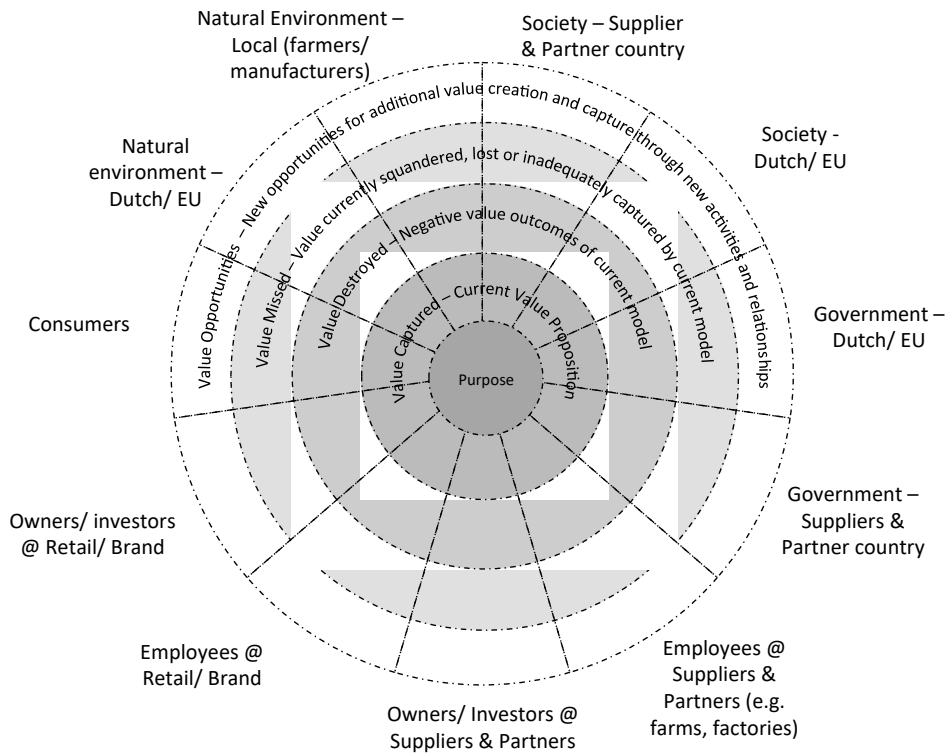 Natural Environment –
Local (farmers/
manufacturers)
Society – Supplier
& Partner country
Society -
Dutch/ EU
Natural
environment –
Dutch/ EU
Consumers
Government –
Dutch/ EU
Government –
Suppliers &
Partner country
Owners/ investors
@ Retail/ Brand
Employees @
Retail/ Brand
Owners/ Investors @
Suppliers & Partners
Employees @
Suppliers &
Partners (e.g.
farms, factories)
Value Opportunities – New opportunities for additional value creation and capture through new activities and relationships
Value Missed – Value currently squandered, lost or inadequately captured by current model
Value Destroyed – Negative value outcomes of current model
Value Captured – Current Value Proposition
Purpose